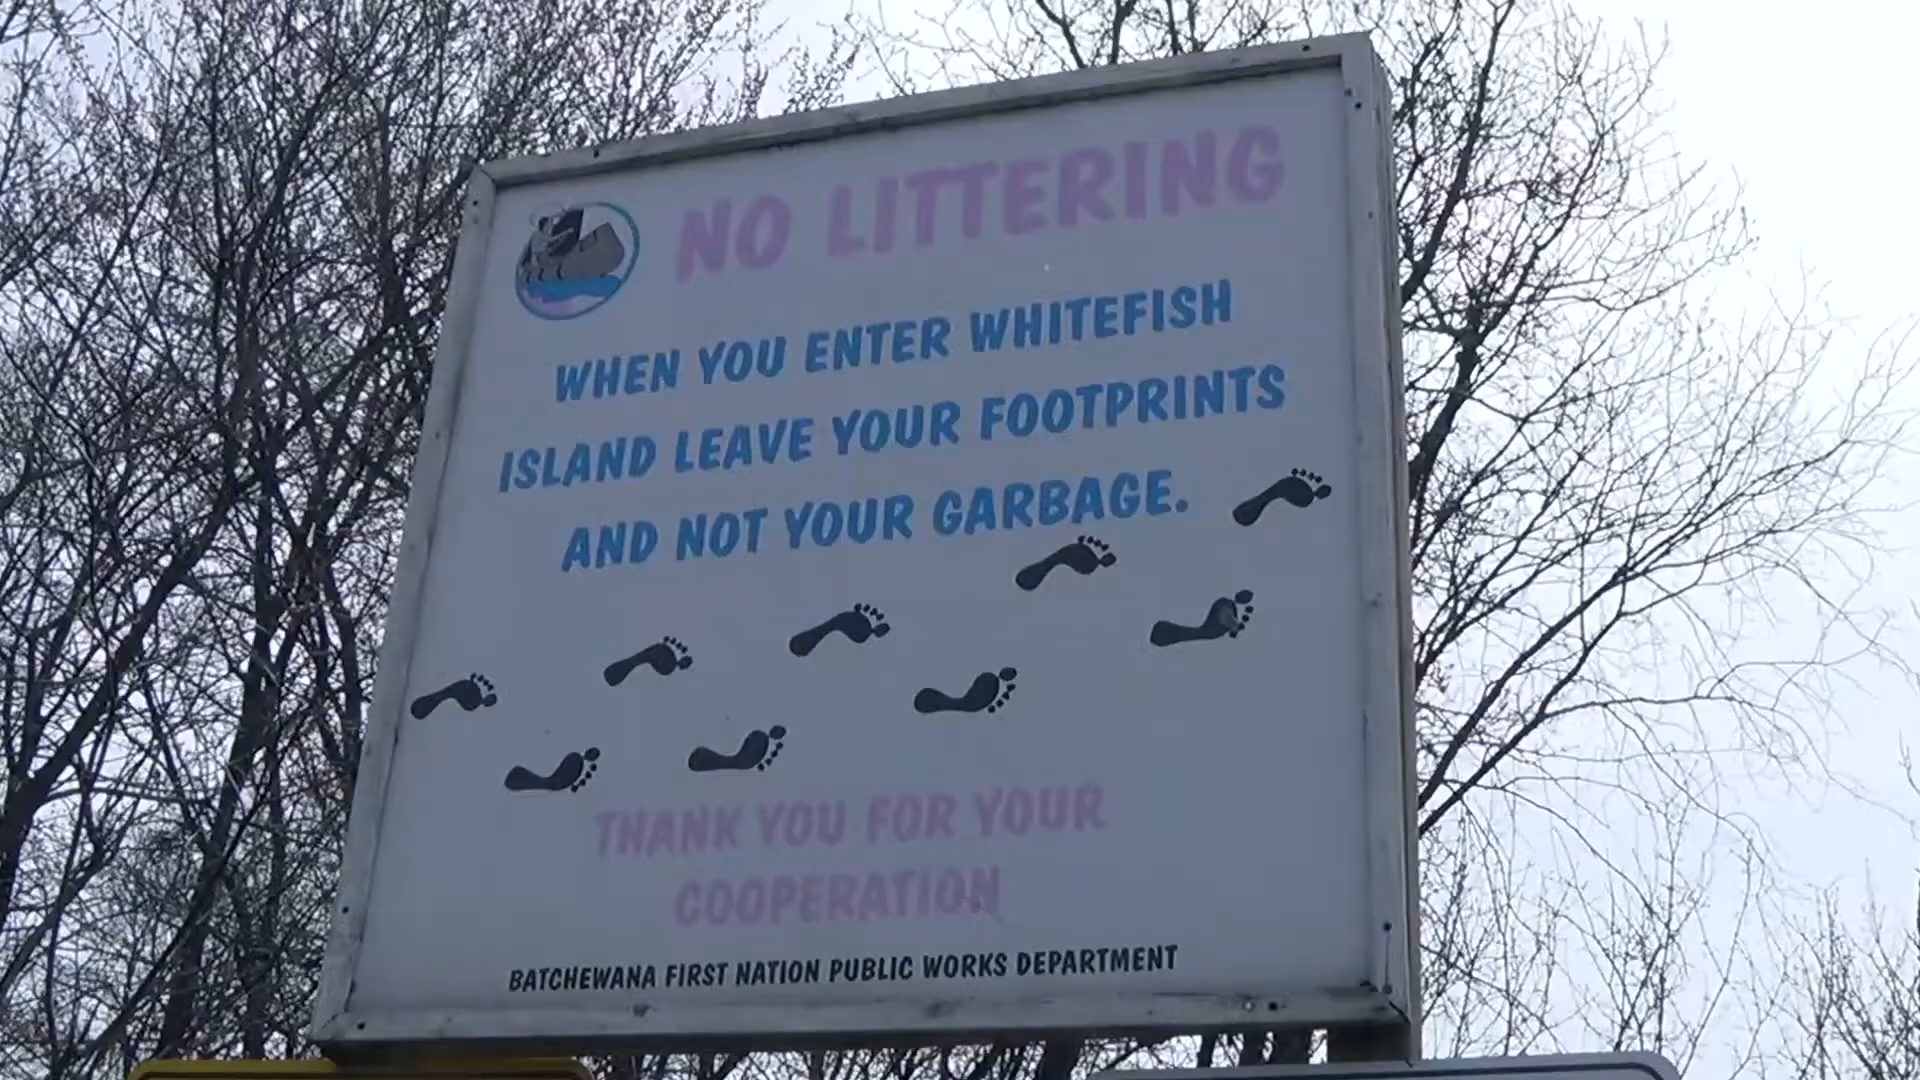 NO LITTERING
WHEN YOU ENTER WHITEFISH
ISLAND LEAVE YOUR FOOTPRINTS
AND NOT YOUR GARBAGE.
THANK YOU FOR YOUR
COOPERATION
BATCHEWANA FIRST NATION PUBLIC WORKS DEPARTMENT